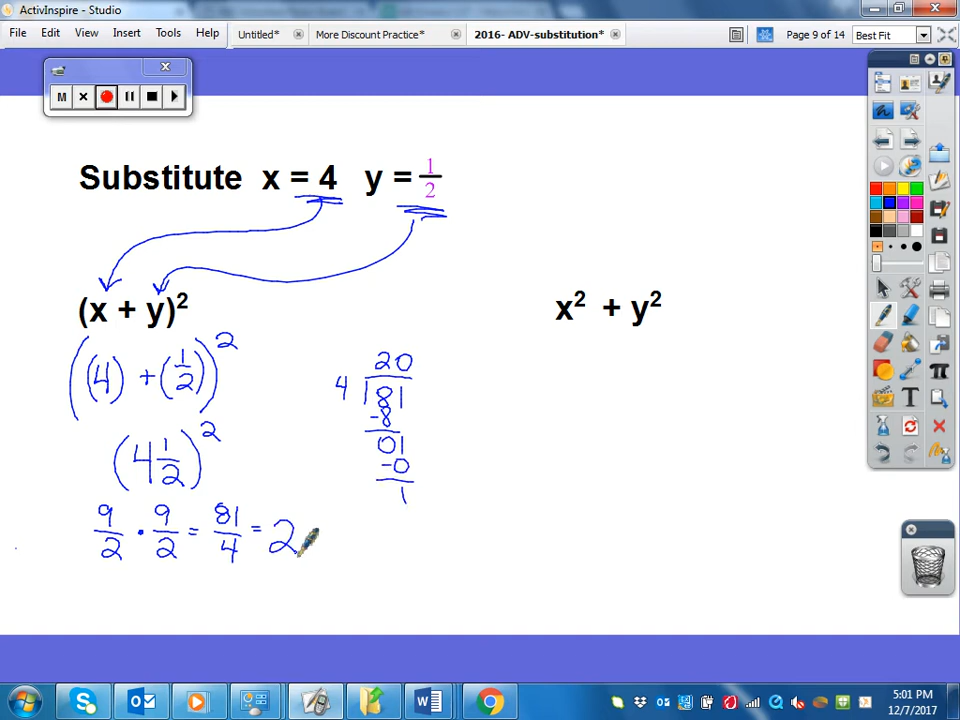 ActivInspire - Studio
File Edit View Insert Tools Help Untitled* More Discount Practice* 2016- ADV-substitution* Page 9 of 14 Best Fit
M
Substitute x = 4 y = 1/2
(x + y)² x² + y²
((4) + (1/2))²
(4 1/2)²
9/2 · 9/2 = 81/4 = 2
20
4 81
-8
01
-0
1
5:01 PM
12/7/2017